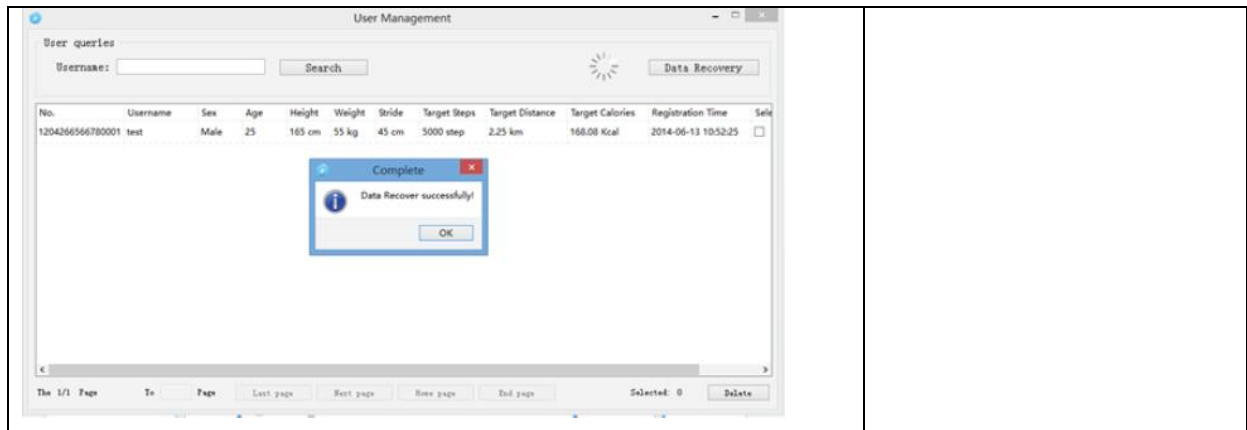 User Management
User queries
Username: Search Data Recovery
No. Username Sex Age Height Weight Stride Target Steps Target Distance Target Calories Registration Time Sele
1204266566780001 test Male 25 165 cm 55 kg 45 cm 5000 step 2.25 km 168.08 Kcal 2014-06-13 10:52:25
Complete
Data Recover successfully!
OK
The 1/1 Page To Page Last page Next page Home page End page Selected: 0 Delete